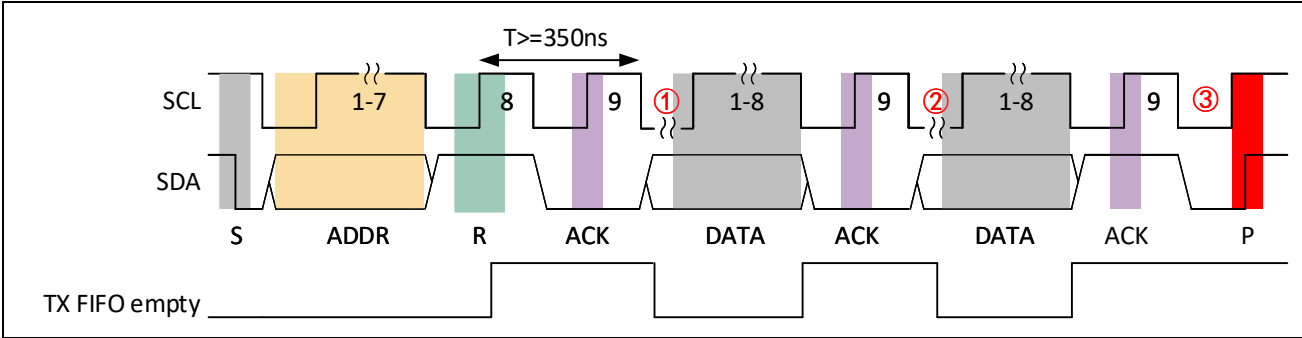 T>=350ns
SCL 1-7 8 9 ① 1-8 9 ② 1-8 9 ③
SDA
S ADDR R ACK DATA ACK DATA ACK P
TX FIFO empty